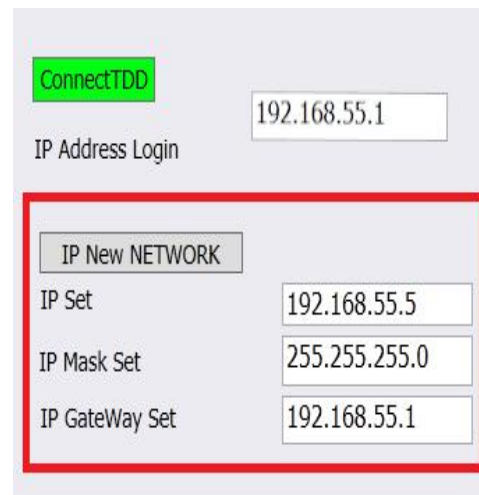 ConnectTDD
192.168.55.1
IP Address Login
IP New NETWORK
IP Set 192.168.55.5
IP Mask Set 255.255.255.0
IP GateWay Set 192.168.55.1